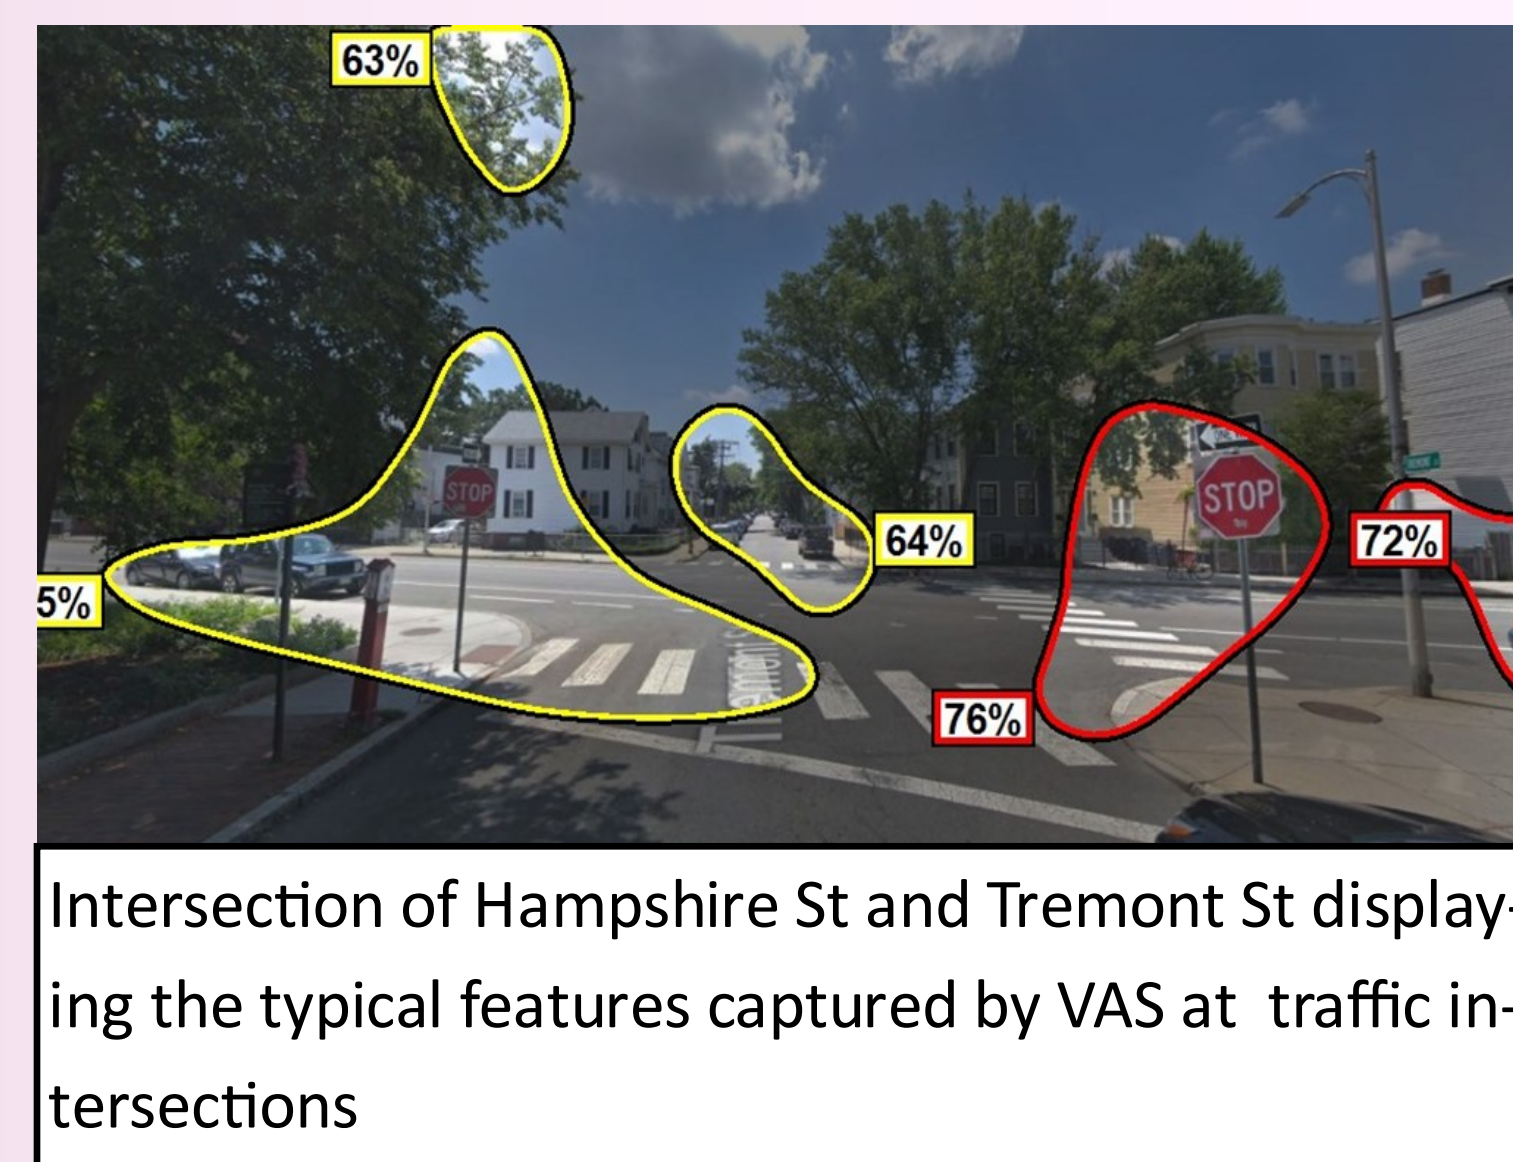 63%
STOP
STOP
64%
72%
5%
76%
Tremont S
Intersection of Hampshire St and Tremont St display-
ing the typical features captured by VAS at traffic in-
tersections